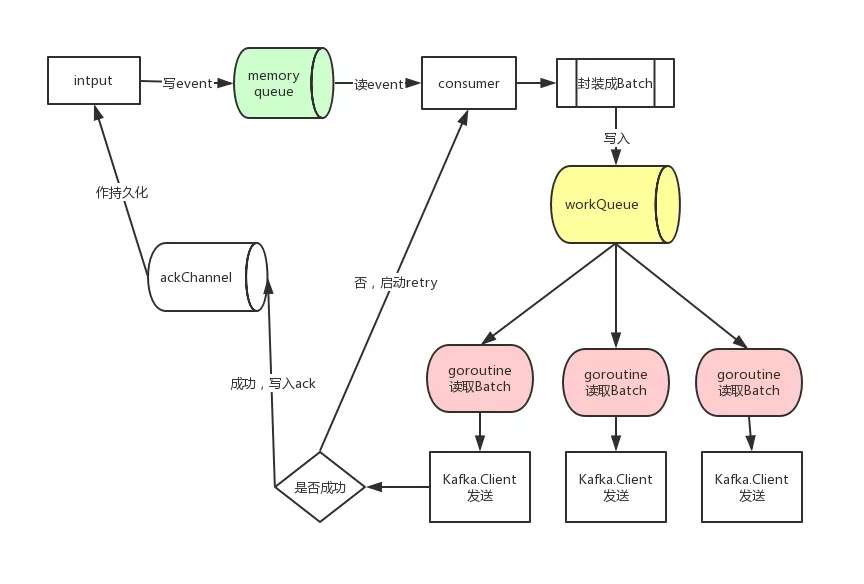 intput
写event
memory
queue
读event
consumer
封装成Batch
写入
workQueue
作持久化
ackChannel
否，启动retry
成功，写入ack
goroutine
读取Batch
goroutine
读取Batch
goroutine
读取Batch
是否成功
Kafka.Client
发送
Kafka.Client
发送
Kafka.Client
发送